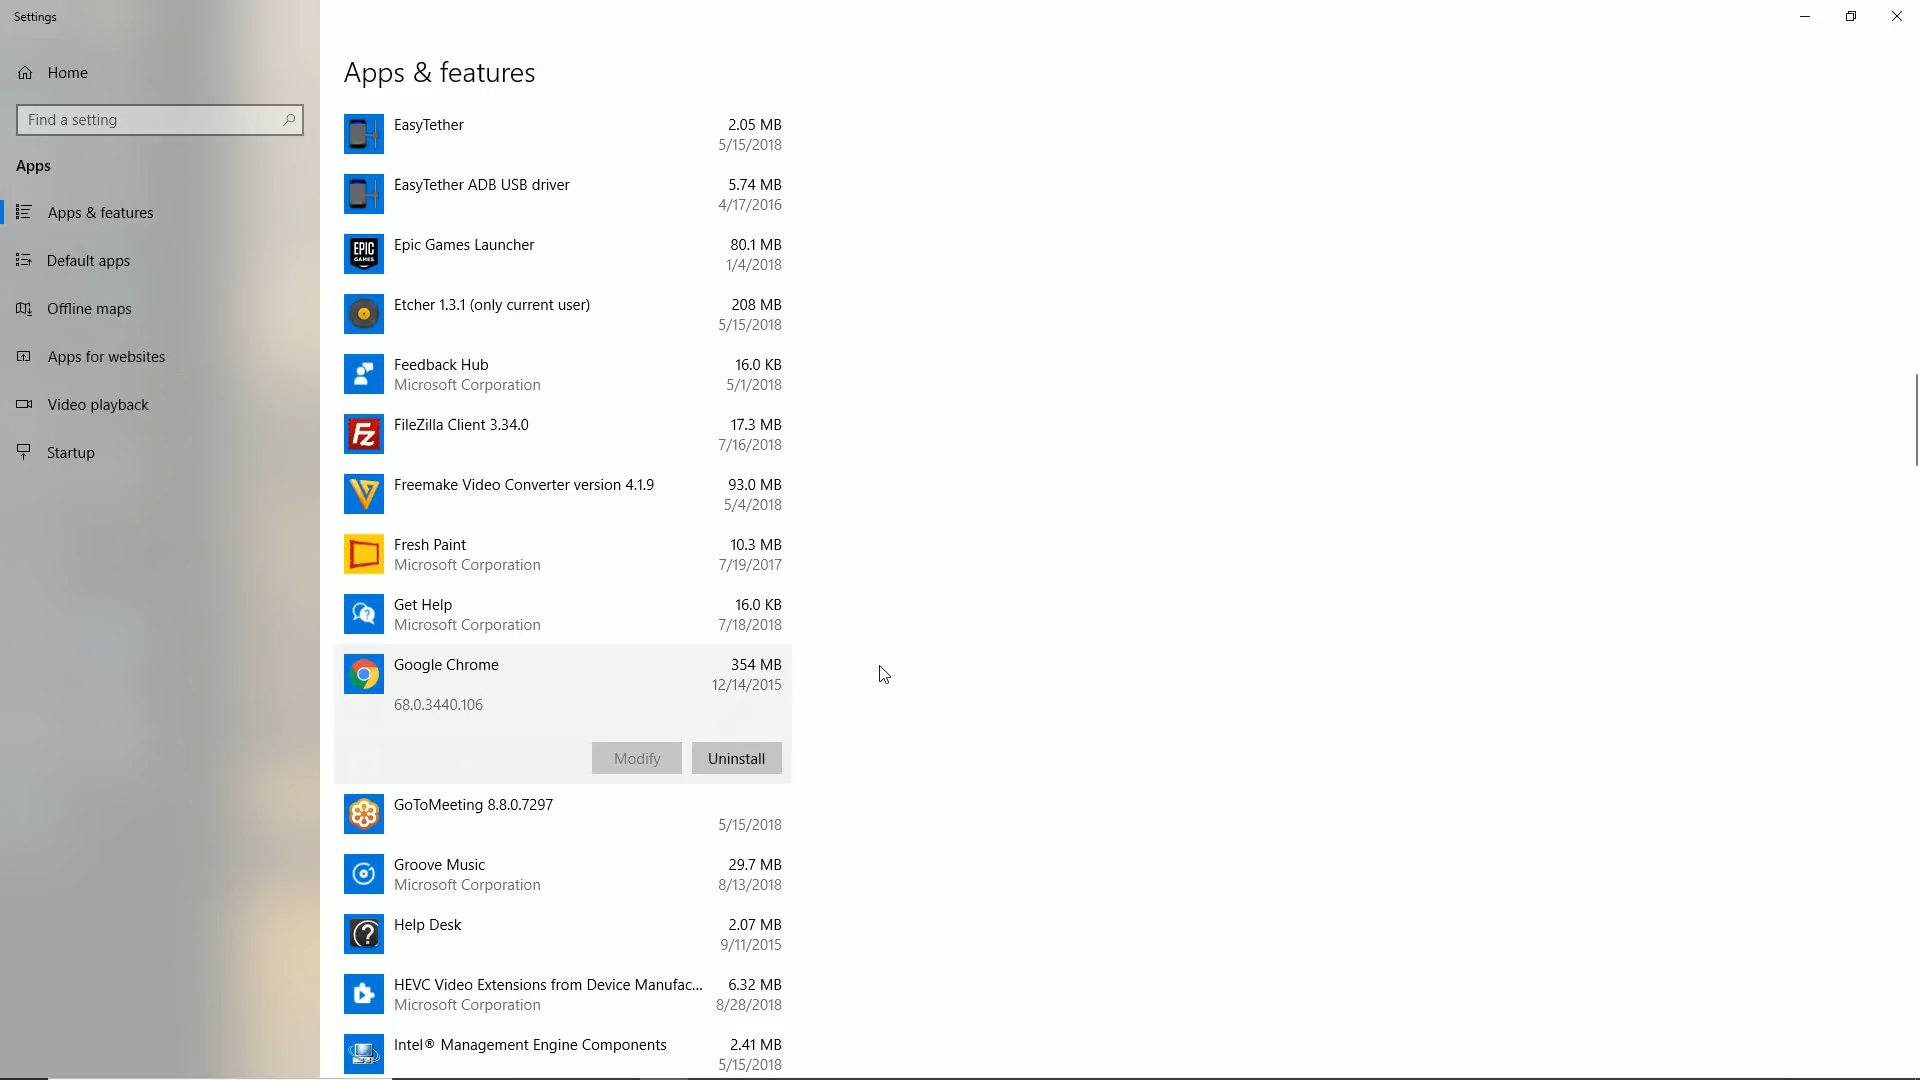 Settings
Home
Find a setting
Apps
Apps & features
Default apps
Offline maps
Apps for websites
Video playback
Startup
Apps & features
EasyTether 2.05 MB
5/15/2018
EasyTether ADB USB driver 5.74 MB
4/17/2016
EPIC
GAMES
Epic Games Launcher 80.1 MB
1/4/2018
Etcher 1.3.1 (only current user) 208 MB
5/15/2018
Feedback Hub 16.0 KB
Microsoft Corporation 5/1/2018
Fz
FileZilla Client 3.34.0 17.3 MB
7/16/2018
Freemake Video Converter version 4.1.9 93.0 MB
5/4/2018
Fresh Paint 10.3 MB
Microsoft Corporation 7/19/2017
Get Help 16.0 KB
Microsoft Corporation 7/18/2018
Google Chrome 354 MB
12/14/2015
68.0.3440.106
Modify Uninstall
GoToMeeting 8.8.0.7297
5/15/2018
Groove Music 29.7 MB
Microsoft Corporation 8/13/2018
Help Desk 2.07 MB
9/11/2015
HEVC Video Extensions from Device Manufac... 6.32 MB
Microsoft Corporation 8/28/2018
Intel® Management Engine Components 2.41 MB
5/15/2018